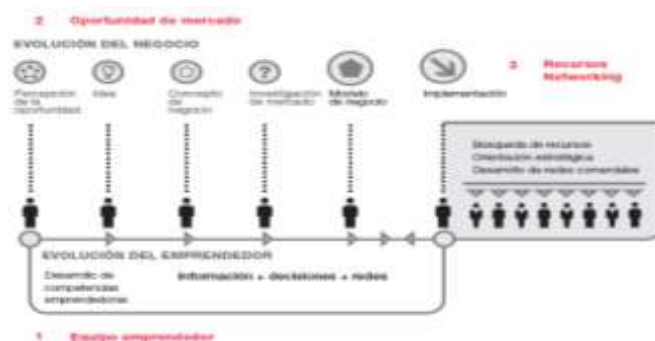 2 Oportunidad de mercado
EVOLUCIÓN DEL NEGOCIO
3 Recursos
Networking
Percepción
de la
oportunidad
Idea
Concepto
de
negocio
Investigación
de mercado
Modelo
de negocio
Implementación
Búsqueda de recursos
Orientación estratégica
Desarrollo de redes comerciales
EVOLUCIÓN DEL EMPRENDEDOR
Desarrollo de
competencias
emprendedoras
Información + decisiones + redes
1 Equipo emprendedor